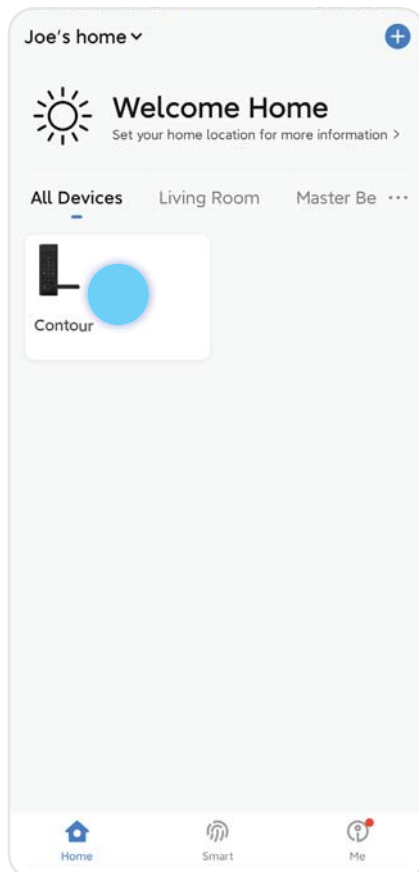 Joe's home
Welcome Home
Set your home location for more information >
All Devices Living Room Master Be ...
Contour
Home Smart Me